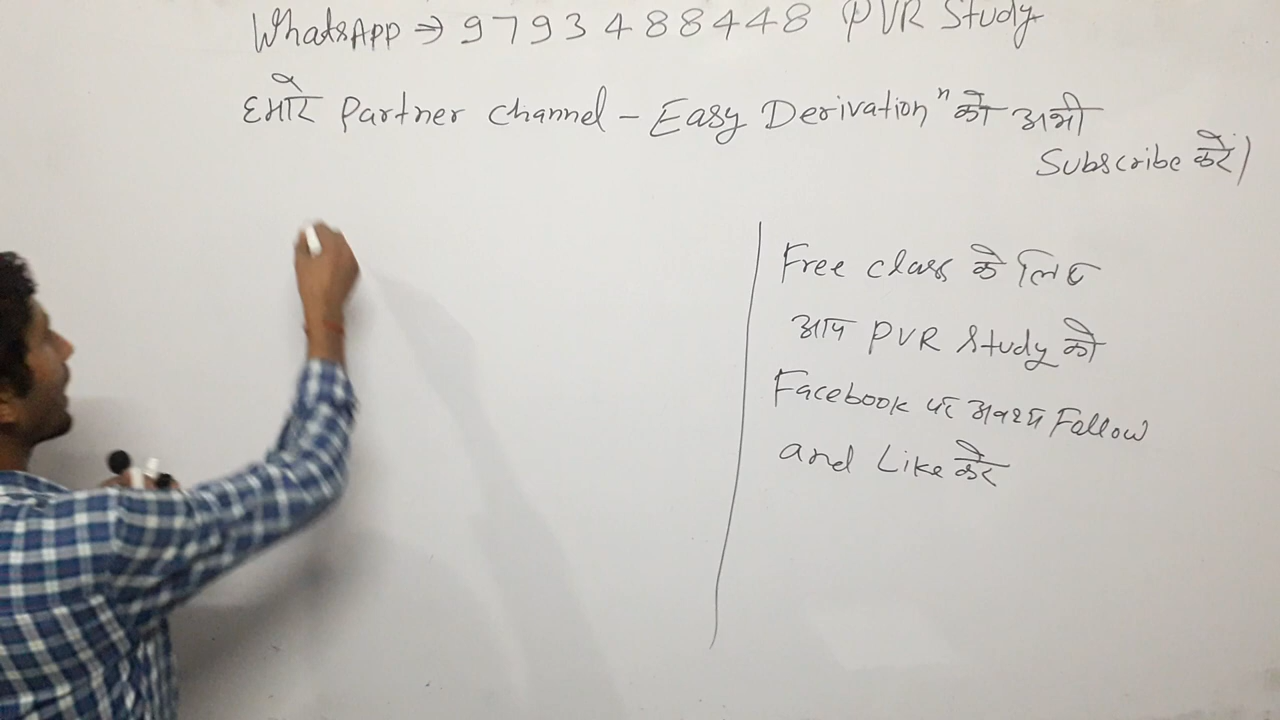 WhatsApp → 9793488448 PVR Study
हमारे Partner Channel - Easy Derivation" को अभी
Subscribe करें।
Free class के लिए
आप PVR Study को
Facebook पर अवश्य Follow
and Like करें